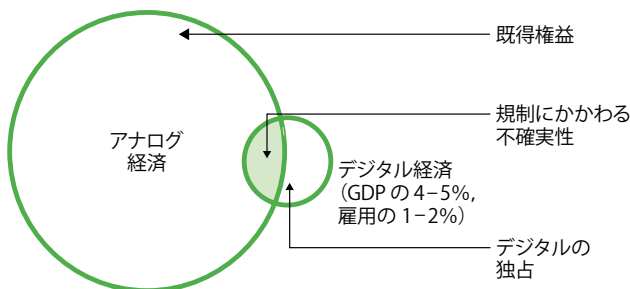 既得権益
規制にかかわる
不確実性
アナログ
経済
デジタル経済
(GDP の 4–5%,
雇用の 1–2%)
デジタルの
独占